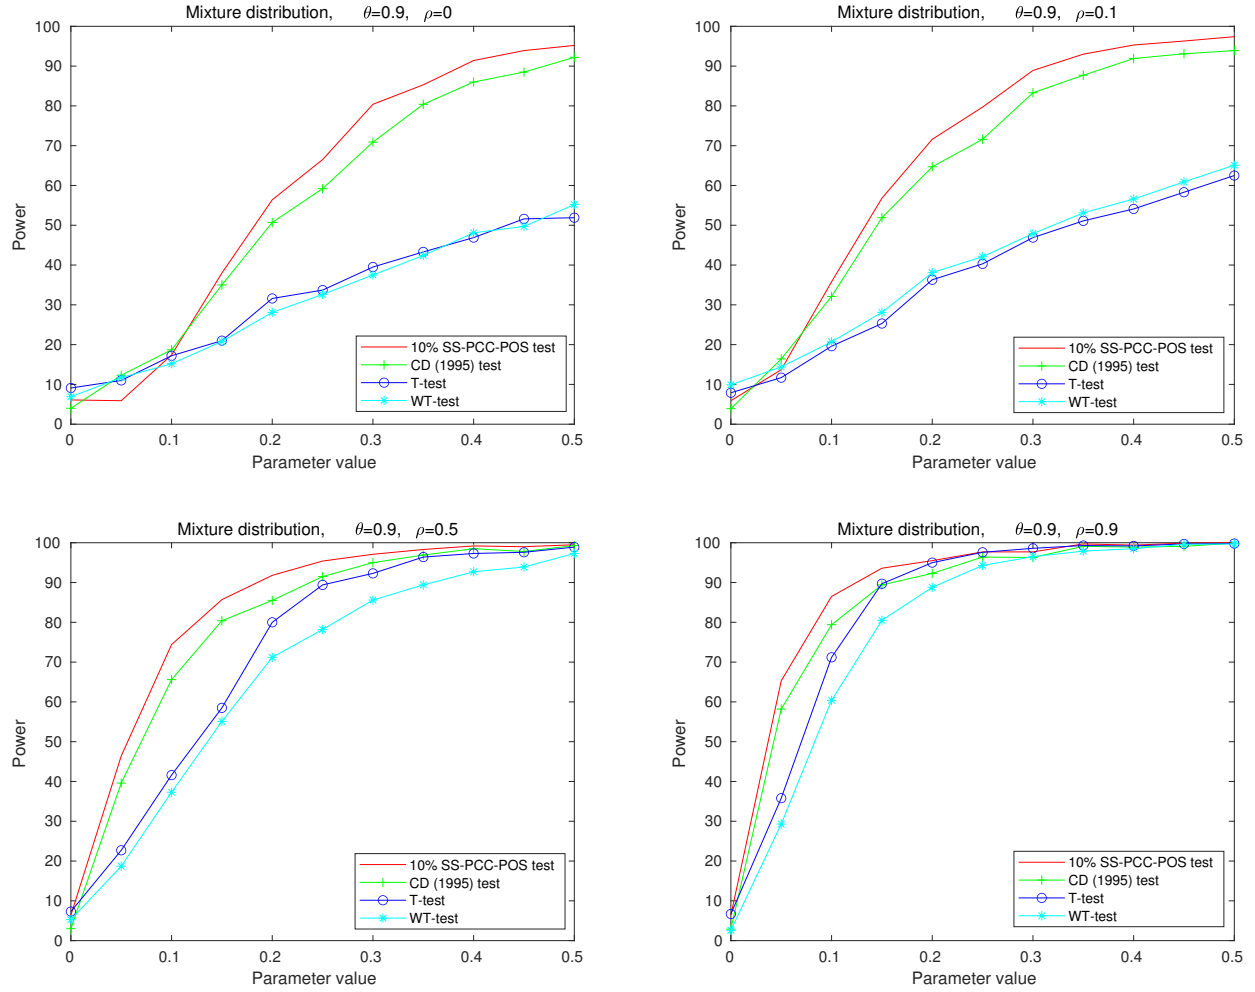 Mixture distribution, θ=0.9, ρ=0
100
90
80
70
60
50
40
30
20
10
0
Power
10% SS-PCC-POS test
CD (1995) test
T-test
WT-test
0 0.1 0.2 0.3 0.4 0.5
Parameter value
Mixture distribution, θ=0.9, ρ=0.1
100
90
80
70
60
50
40
30
20
10
0
Power
10% SS-PCC-POS test
CD (1995) test
T-test
WT-test
0 0.1 0.2 0.3 0.4 0.5
Parameter value
Mixture distribution, θ=0.9, ρ=0.5
100
90
80
70
60
50
40
30
20
10
0
Power
10% SS-PCC-POS test
CD (1995) test
T-test
WT-test
0 0.1 0.2 0.3 0.4 0.5
Parameter value
Mixture distribution, θ=0.9, ρ=0.9
100
90
80
70
60
50
40
30
20
10
0
Power
10% SS-PCC-POS test
CD (1995) test
T-test
WT-test
0 0.1 0.2 0.3 0.4 0.5
Parameter value